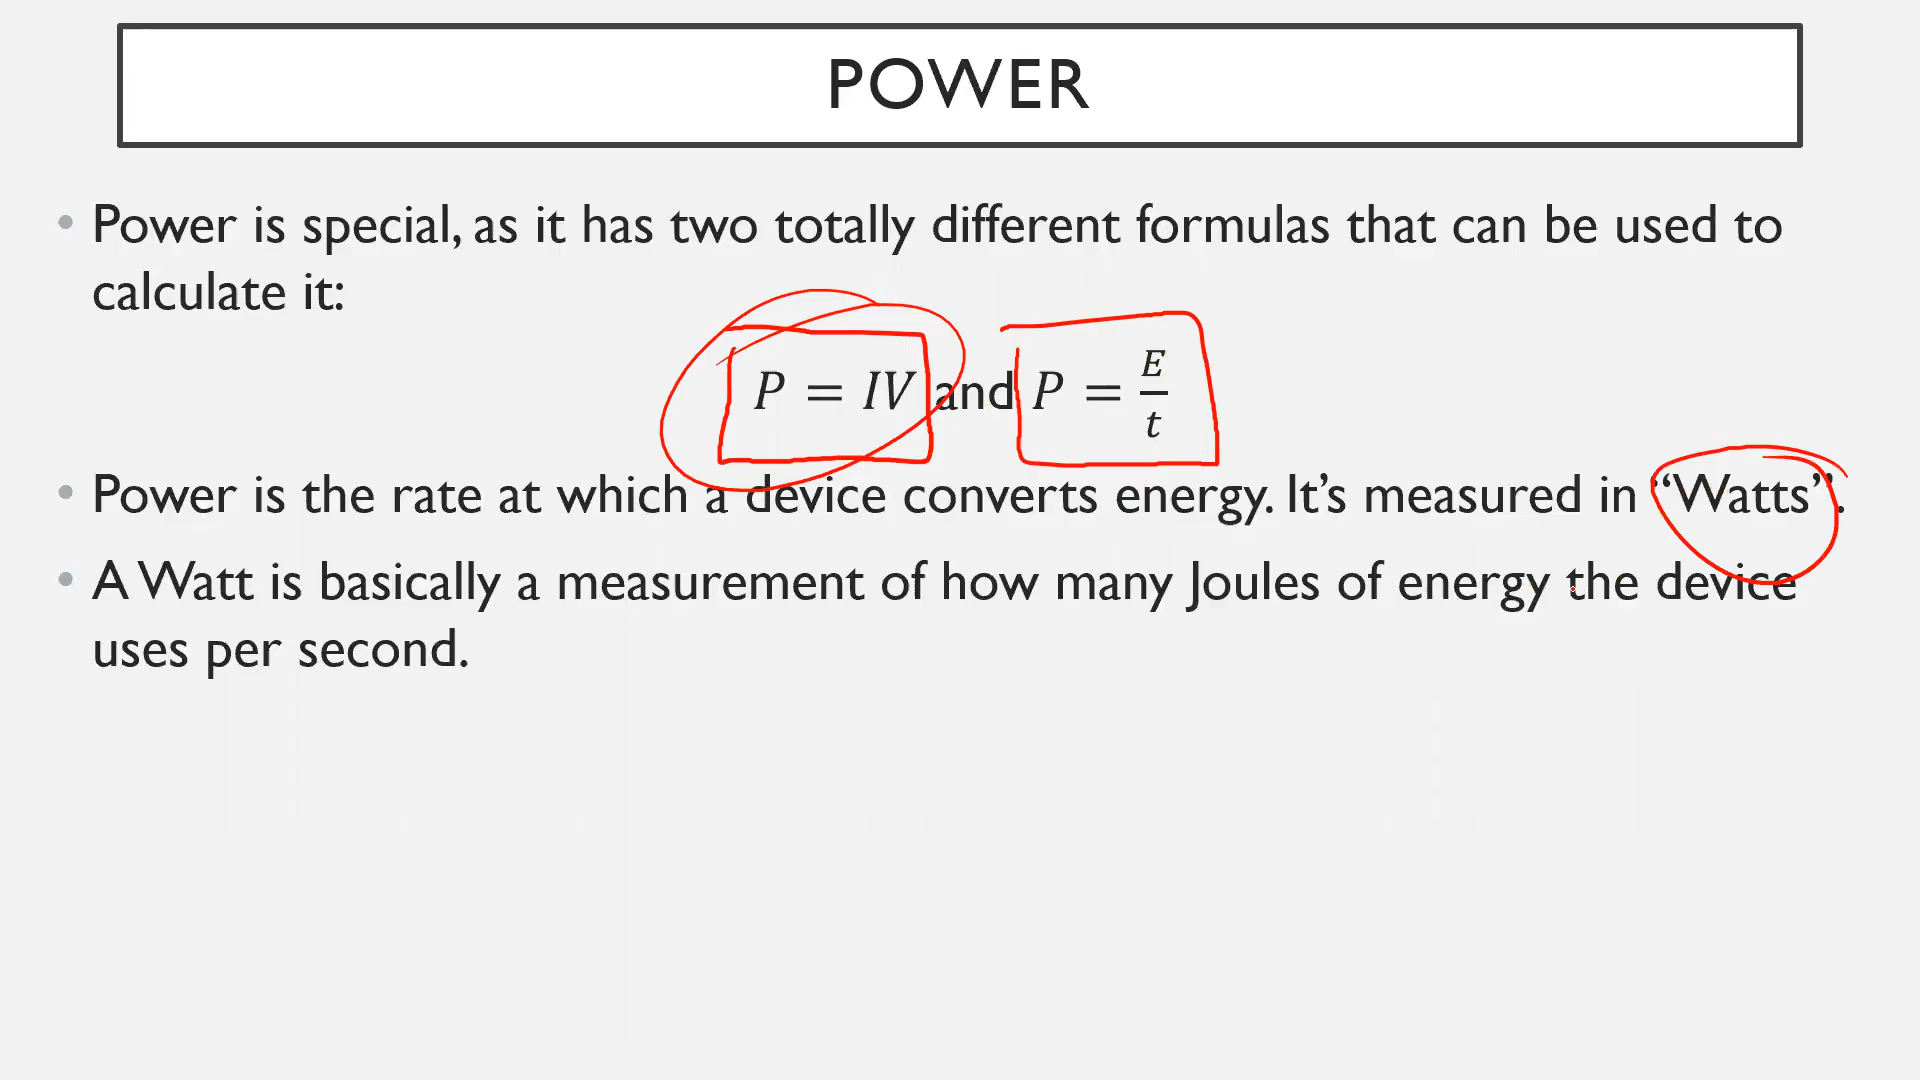 POWER
• Power is special, as it has two totally different formulas that can be used to
calculate it:
P = IV and P = E/t
• Power is the rate at which a device converts energy. It’s measured in “Watts”.
• A Watt is basically a measurement of how many Joules of energy the device
uses per second.